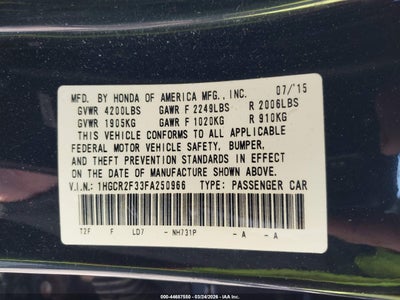 MFD. BY HONDA OF AMERICA MFG., INC. 07/'15
GVWR 4200LBS GAWR F 2249LBS R 2006LBS
GVWR 1905KG GAWR F 1020KG R 910KG
THIS VEHICLE CONFORMS TO ALL APPLICABLE
FEDERAL MOTOR VEHICLE SAFETY, BUMPER,
AND THEFT PREVENTION STANDARDS IN EFFECT
ON THE DATE OF MANUFACTURE SHOWN ABOVE.
V.I.N.: 1HGCR2F33FA250966 TYPE: PASSENGER CAR
T2F F LD7 -NH731P -A -A
000-44687550 - 03/24/2026 - IAA Inc.